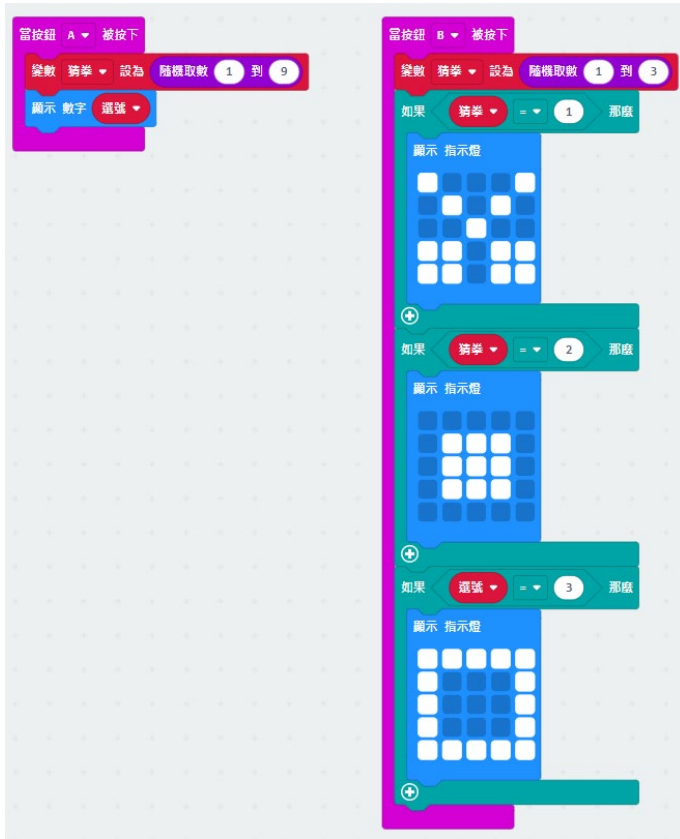 當按鈕 A 被按下
變數 猜拳 設為 隨機取數 1 到 9
顯示 數字 選號
當按鈕 B 被按下
變數 猜拳 設為 隨機取數 1 到 3
如果 猜拳 = 1 那麼
顯示 指示燈
如果 猜拳 = 2 那麼
顯示 指示燈
如果 選號 = 3 那麼
顯示 指示燈